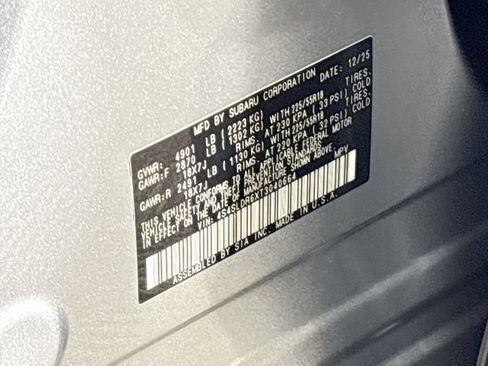 MFD BY SUBARU CORPORATION DATE: 12/25
GVWR: 4901 LB (2223 KG)
GAWR:F 2870 LB (1302 KG) WITH 225/55R18 TIRES.
18X7J RIMS. AT 230 KPA (33 PSI) COLD
GAWR:R 2491 LB (1130 KG) WITH 225/55R18 TIRES.
18X7J RIMS. AT 220 KPA (32 PSI) COLD
THIS VEHICLE CONFORMS TO ALL APPLICABLE FEDERAL MOTOR
VEHICLE SAFETY AND STANDARDS
IN EFFECT ON THE DATE OF MANUFACTURE SHOWN ABOVE.
VIN: MPV
ASSEMBLED BY SIA INC. MADE IN U.S.A.